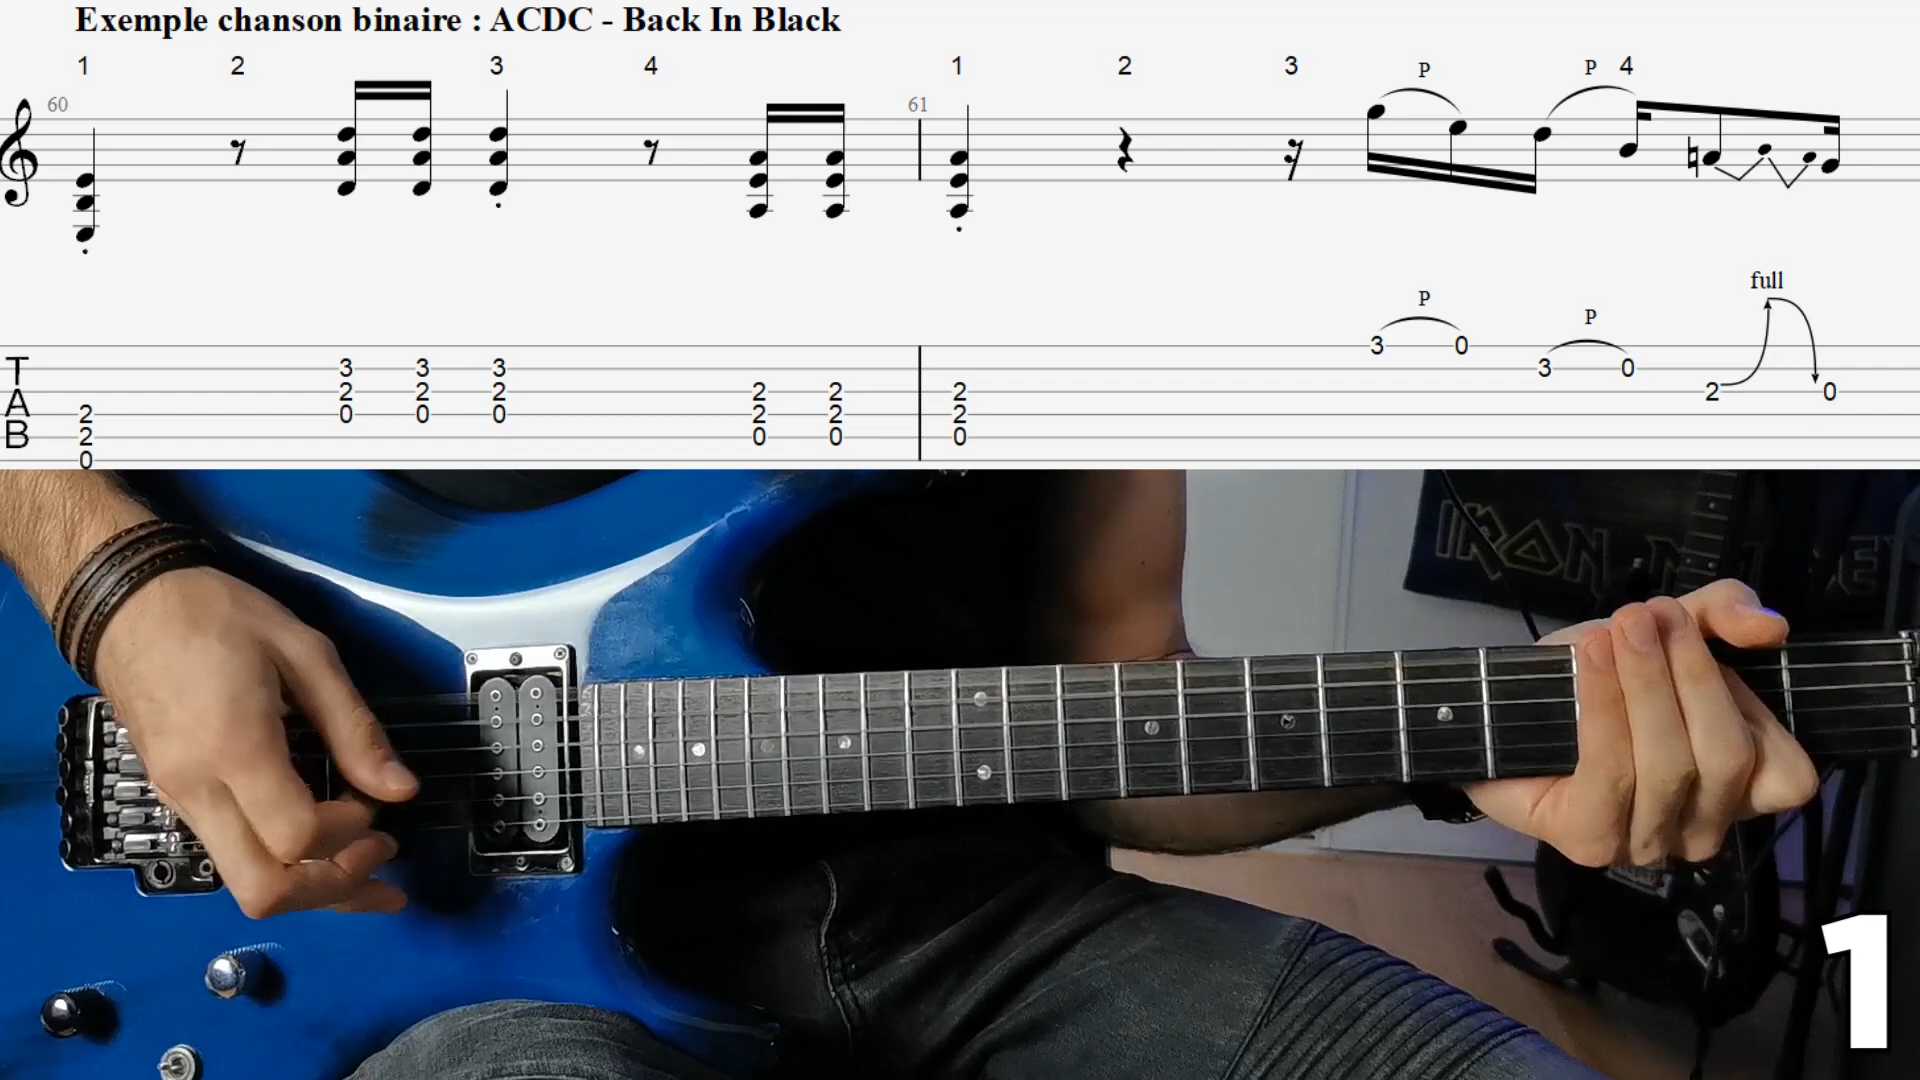 Exemple chanson binaire : ACDC - Back In Black
1 2 3 4 1 2 3 P P 4
60 61
full
P P
T
A
B
3 0
3 3 3 3 0
2 2 2 2 2 2 2 0
2 0 0 0 2 2 2
2 0 0 0
0
IRON
1